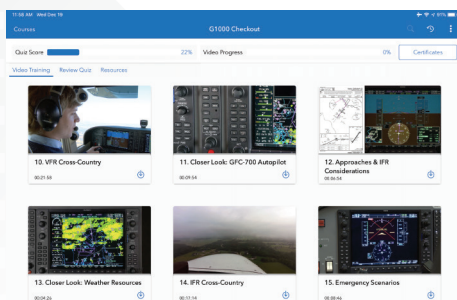 11:58 AM Wed Dec 19
91%
Courses
G1000 Checkout
Quiz Score
22%
Video Progress
0%
Certificates
Video Training
Review Quiz
Resources
10. VFR Cross-Country
00:21:58
11. Closer Look: GFC-700 Autopilot
00:09:54
12. Approaches & IFR
Considerations
00:56:54
13. Closer Look: Weather Resources
00:04:26
14. IFR Cross-Country
00:17:14
15. Emergency Scenarios
00:08:46